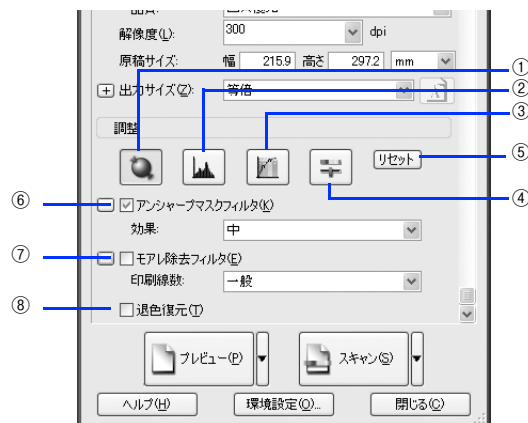 解像度(L): 300 dpi
原稿サイズ: 幅 215.9 高さ 297.2 mm
出力サイズ(Z): 等倍
①
②
③
調整
リセット ⑤
④
⑥ アンシャープマスクフィルタ(K)
効果: 中
⑦ モアレ除去フィルタ(E)
印刷線数: 一般
⑧ 退色復元(T)
プレビュー(P) スキャン(S)
ヘルプ(H) 環境設定(O)... 閉じる(C)